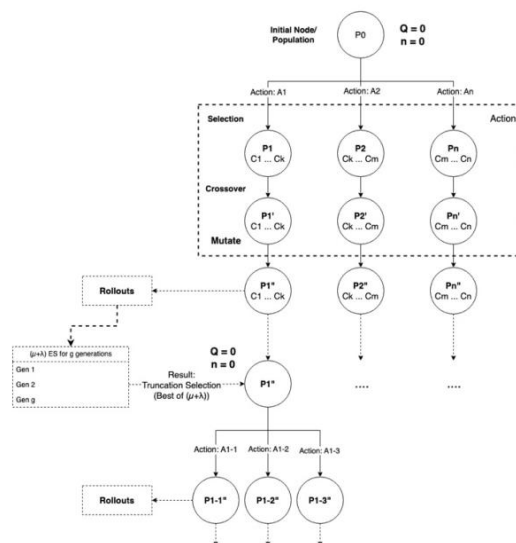 Initial Node/
Population
P0
Q = 0
n = 0
Action: A1
Action: A2
Action: An
Selection
Action
P1
C1 ... Ck
P2
Ck ... Cm
Pn
Cm ... Cn
Crossover
P1'
C1 ... Ck
P2'
Ck ... Cm
Pn'
Cm ... Cn
Mutate
Rollouts
P1"
C1 ... Ck
P2"
Ck ... Cm
Pn"
Cm ... Cn
(μ+λ) ES for g generations
Gen 1
Gen 2
Gen g
Q = 0
n = 0
Result:
Truncation Selection
(Best of (μ+λ))
P1"
....
....
Action: A1-1
Action: A1-2
Action: A1-3
Rollouts
P1-1"
P1-2"
P1-3"